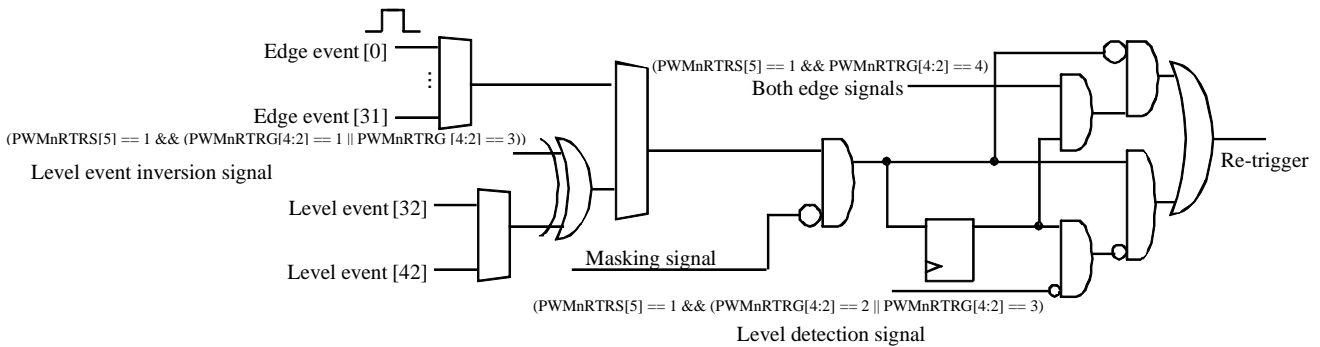 Edge event [0]
⋮
Edge event [31]
(PWMnRTRS[5] == 1 && (PWMnRTRG[4:2] == 1 || PWMnRTRG [4:2] == 3))
Level event inversion signal
Level event [32]
Level event [42]
Masking signal
(PWMnRTRS[5] == 1 && PWMnRTRG[4:2] == 4)
Both edge signals
Re-trigger
(PWMnRTRS[5] == 1 && (PWMnRTRG[4:2] == 2 || PWMnRTRG[4:2] == 3)
Level detection signal